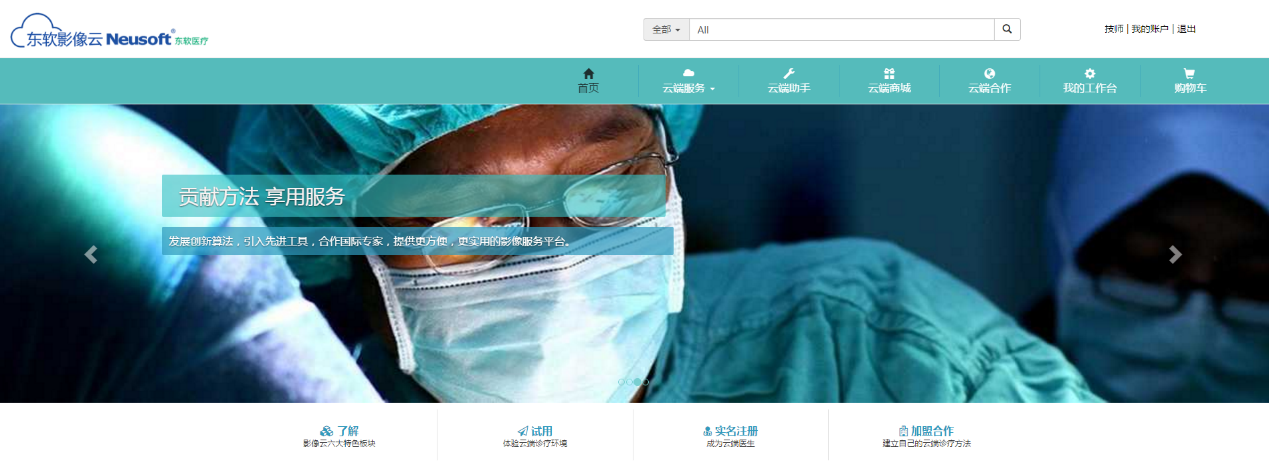 东软影像云 Neusoft® 东软医疗
全部 All
技师 | 我的账户 | 退出
首页 云端服务 云端助手 云端商城 云端合作 我的工作台 购物车
贡献方法 享用服务
发展创新算法，引入先进工具，合作国际专家，提供更方便，更实用的影像服务平台。
了解 试用 实名注册 加盟合作
影像云六大特色板块 体验云端诊疗环境 成为云端医生 建立自己的云端诊疗方法